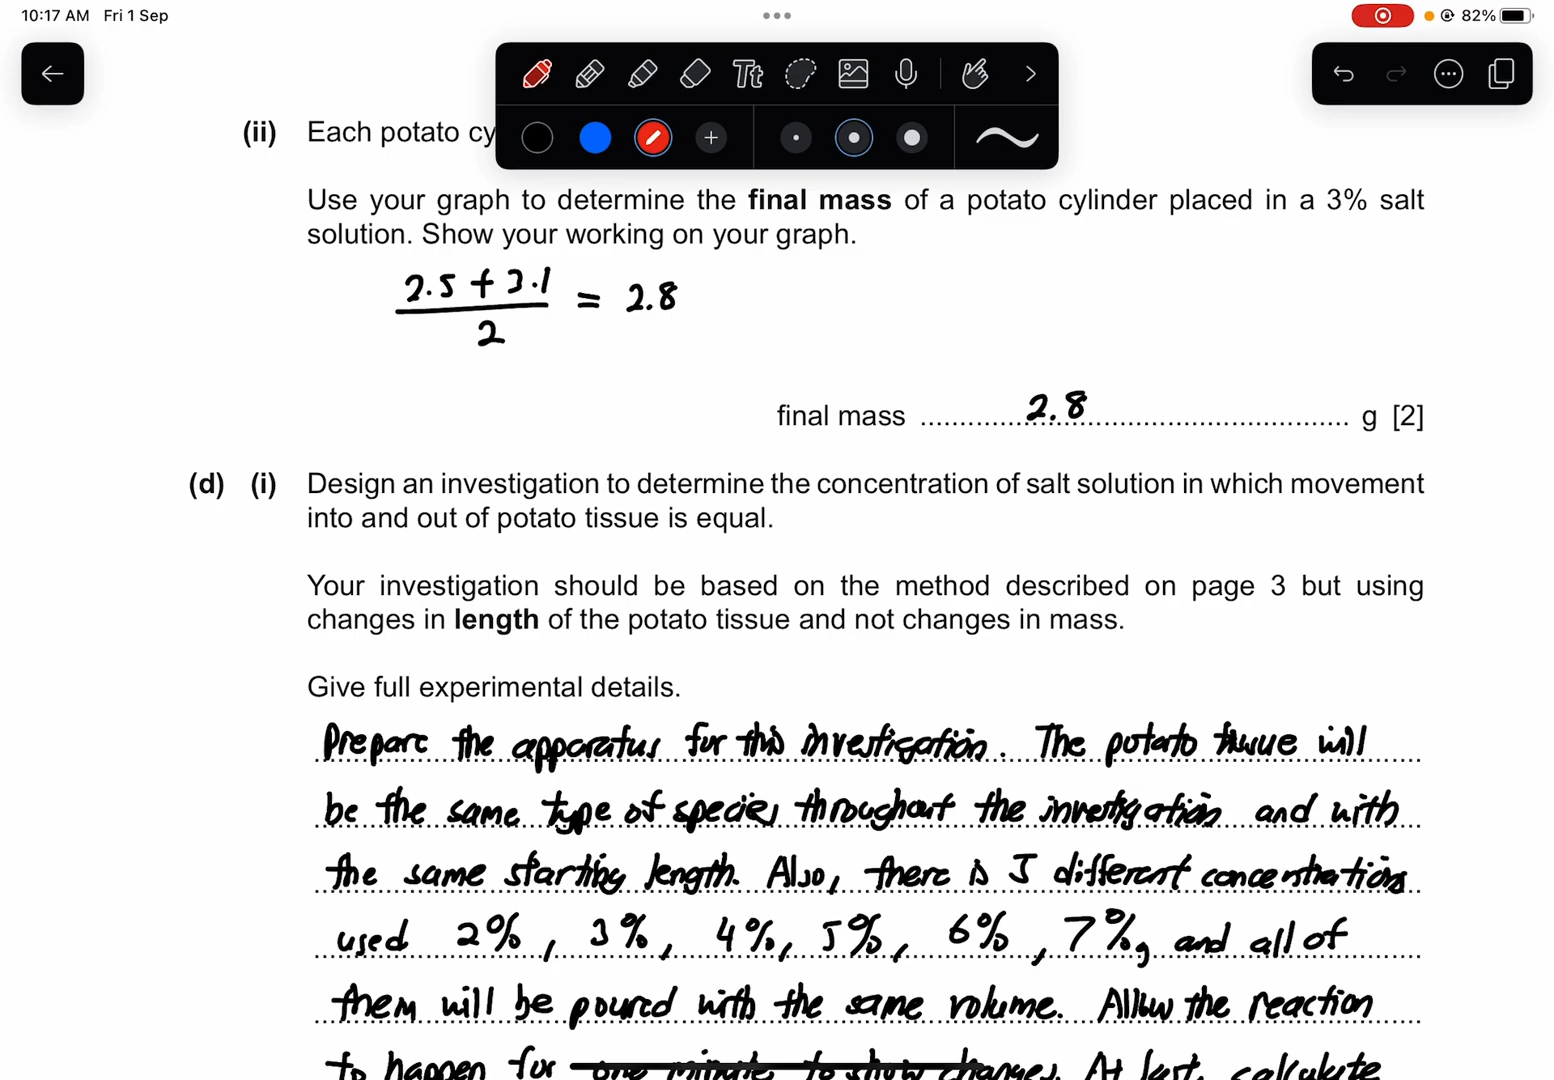 10:17 AM Fri 1 Sep
82%
Tt
(ii) Each potato cy
Use your graph to determine the final mass of a potato cylinder placed in a 3% salt
solution. Show your working on your graph.
2.5 + 3.1
= 2.8
2
final mass 2.8 g [2]
(d) (i) Design an investigation to determine the concentration of salt solution in which movement
into and out of potato tissue is equal.
Your investigation should be based on the method described on page 3 but using
changes in length of the potato tissue and not changes in mass.
Give full experimental details.
Prepare the apparatus for this investigation. The potato tissue will
be the same type of species throughout the investigation and with
the same starting length. Also, there is 5 different concentrations
used 2%, 3%, 4%, 5%, 6%, 7%, and all of
them will be poured with the same volume. Allow the reaction
to happen for one minute to show changes. At last, calculate